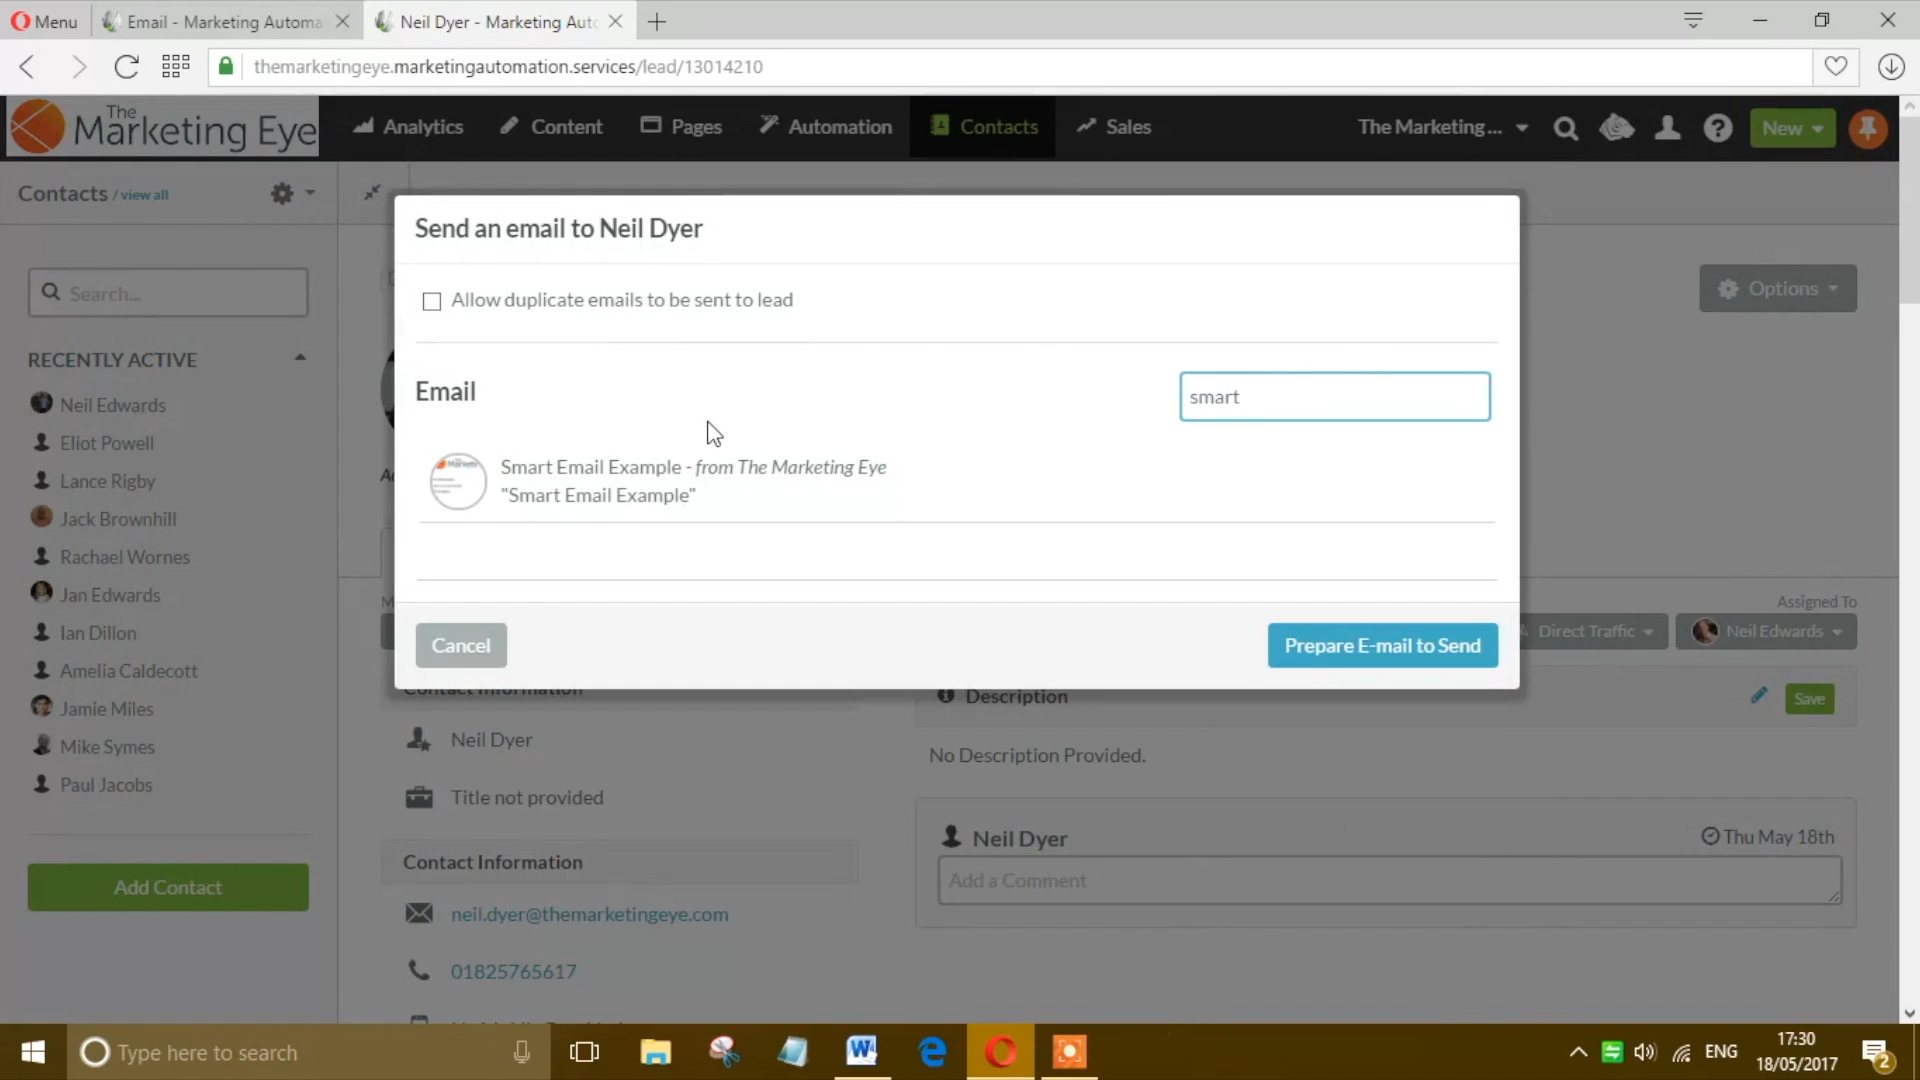 Menu
Email - Marketing Automa
Neil Dyer - Marketing Auto
themarketingeye.marketingautomation.services/lead/13014210
The
Marketing Eye
Analytics
Content
Pages
Automation
Contacts
Sales
The Marketing ...
New
Contacts / view all
Search...
RECENTLY ACTIVE
Neil Edwards
Eliot Powell
Lance Rigby
Jack Brownhill
Rachael Wornes
Jan Edwards
Ian Dillon
Amelia Caldecott
Jamie Miles
Mike Symes
Paul Jacobs
Add Contact
Options
Send an email to Neil Dyer
Allow duplicate emails to be sent to lead
Email
smart
Smart Email Example - from The Marketing Eye
"Smart Email Example"
Cancel
Prepare E-mail to Send
Assigned To
Direct Traffic
Neil Edwards
Contact Information
Neil Dyer
Title not provided
Contact Information
neil.dyer@themarketingeye.com
01825765617
Description
Save
No Description Provided.
Neil Dyer
Thu May 18th
Add a Comment
Type here to search
ENG
17:30
18/05/2017
2